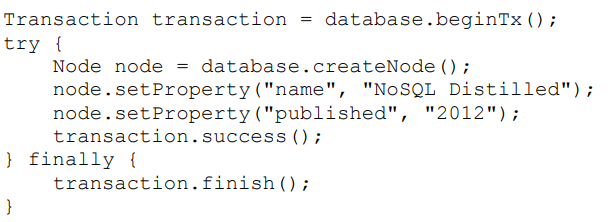 Transaction transaction = database.beginTx();
try {
    Node node = database.createNode();
    node.setProperty("name", "NoSQL Distilled");
    node.setProperty("published", "2012");
    transaction.success();
} finally {
    transaction.finish();
}